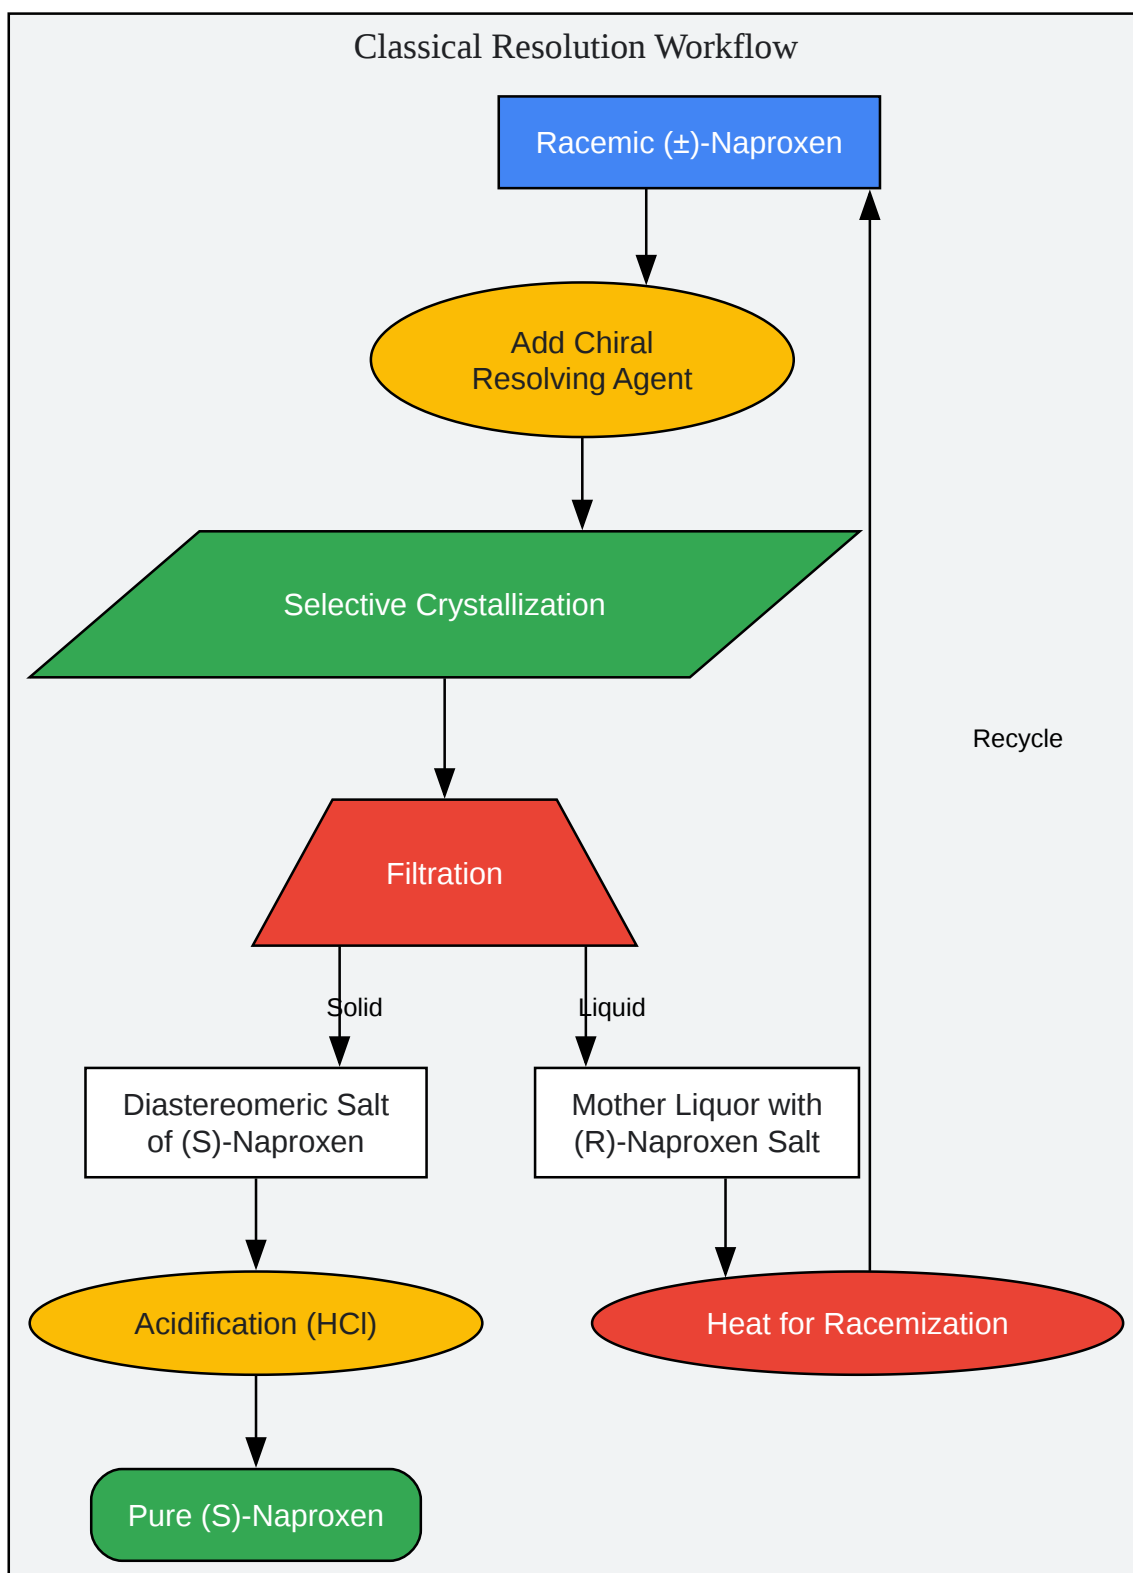 Classical Resolution Workflow
Racemic (±)-Naproxen
Add Chiral
Resolving Agent
Selective Crystallization
Recycle
Filtration
Solid
Liquid
Diastereomeric Salt
of (S)-Naproxen
Mother Liquor with
(R)-Naproxen Salt
Acidification (HCl)
Heat for Racemization
Pure (S)-Naproxen